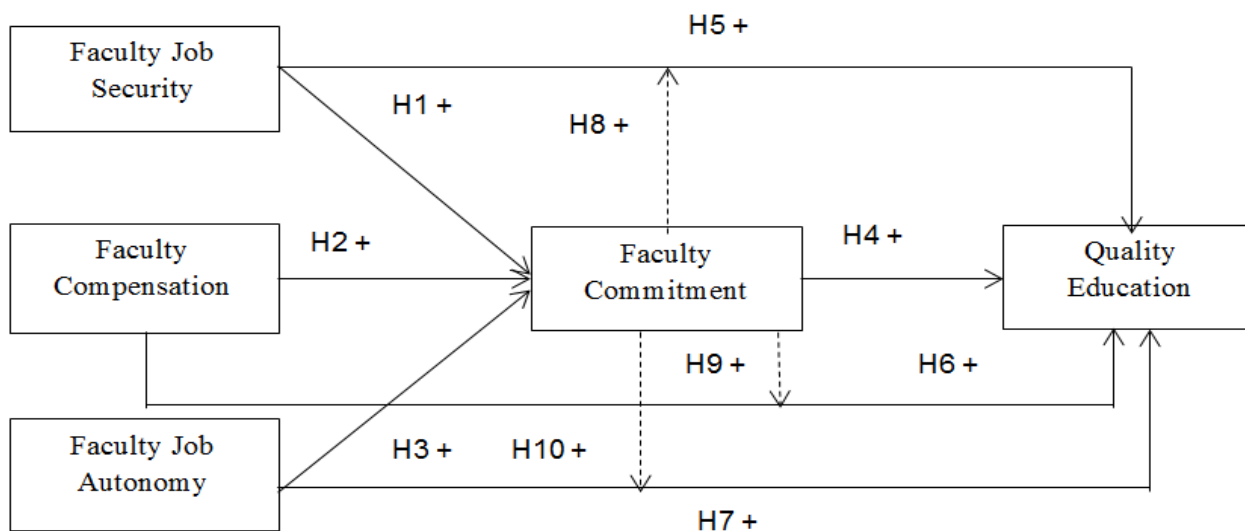 H5 +
Faculty Job
Security
H1 +
H8 +
Faculty
Compensation
H2 +
Faculty
Commitment
H4 +
Quality
Education
H9 +
H6 +
Faculty Job
Autonomy
H3 +
H10 +
H7 +